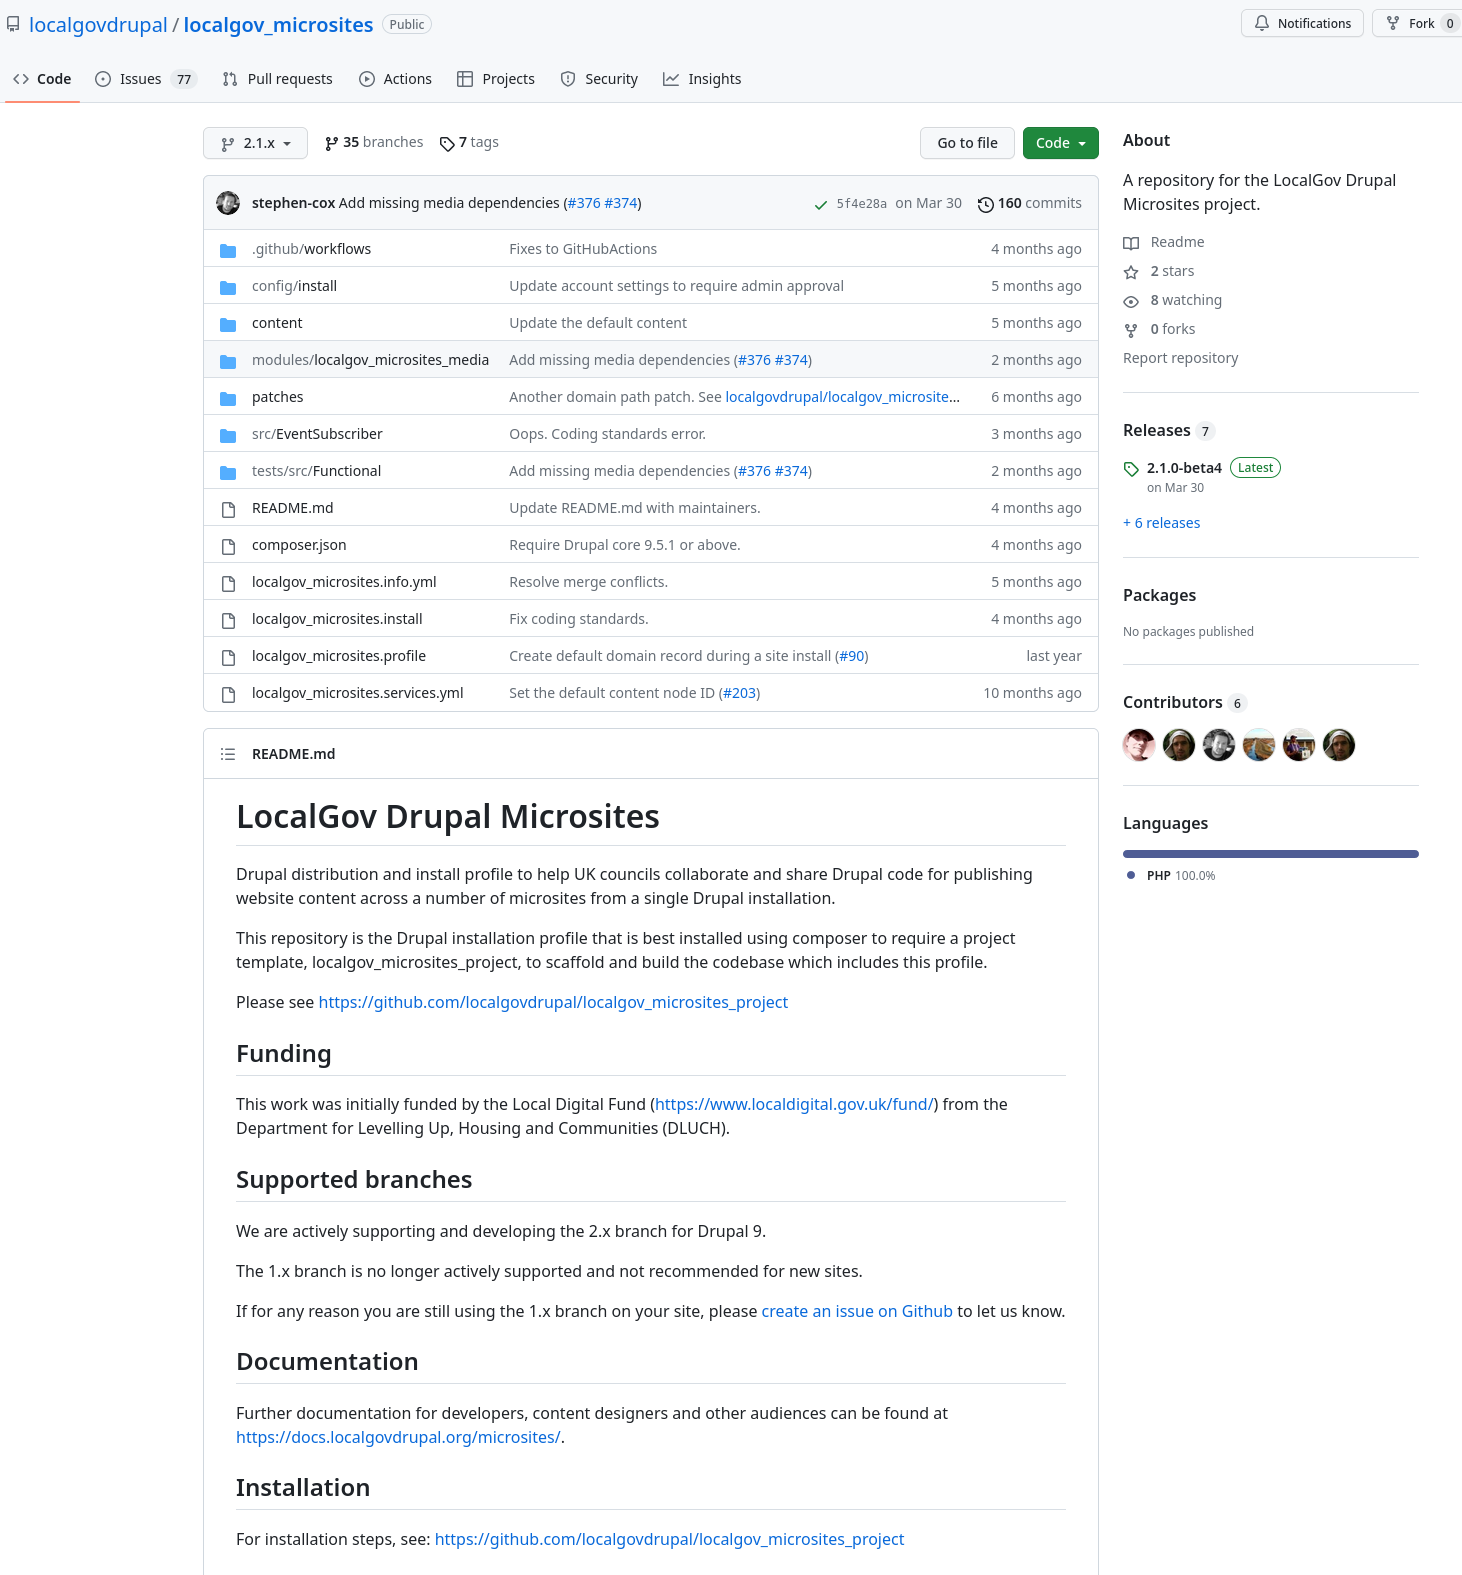 localgovdrupal / localgov_microsites Public
Notifications
Fork 0
Code
Issues 77
Pull requests
Actions
Projects
Security
Insights
2.1.x
35 branches
7 tags
Go to file
Code
stephen-cox Add missing media dependencies (#376 #374)
5f4e28a on Mar 30
160 commits
.github/workflows Fixes to GitHubActions 4 months ago
config/install Update account settings to require admin approval 5 months ago
content Update the default content 5 months ago
modules/localgov_microsites_media Add missing media dependencies (#376 #374) 2 months ago
patches Another domain path patch. See localgovdrupal/localgov_microsite... 6 months ago
src/EventSubscriber Oops. Coding standards error. 3 months ago
tests/src/Functional Add missing media dependencies (#376 #374) 2 months ago
README.md Update README.md with maintainers. 4 months ago
composer.json Require Drupal core 9.5.1 or above. 4 months ago
localgov_microsites.info.yml Resolve merge conflicts. 5 months ago
localgov_microsites.install Fix coding standards. 4 months ago
localgov_microsites.profile Create default domain record during a site install (#90) last year
localgov_microsites.services.yml Set the default content node ID (#203) 10 months ago
README.md
LocalGov Drupal Microsites
Drupal distribution and install profile to help UK councils collaborate and share Drupal code for publishing
website content across a number of microsites from a single Drupal installation.
This repository is the Drupal installation profile that is best installed using composer to require a project
template, localgov_microsites_project, to scaffold and build the codebase which includes this profile.
Please see https://github.com/localgovdrupal/localgov_microsites_project
Funding
This work was initially funded by the Local Digital Fund (https://www.localdigital.gov.uk/fund/) from the
Department for Levelling Up, Housing and Communities (DLUCH).
Supported branches
We are actively supporting and developing the 2.x branch for Drupal 9.
The 1.x branch is no longer actively supported and not recommended for new sites.
If for any reason you are still using the 1.x branch on your site, please create an issue on Github to let us know.
Documentation
Further documentation for developers, content designers and other audiences can be found at
https://docs.localgovdrupal.org/microsites/.
Installation
For installation steps, see: https://github.com/localgovdrupal/localgov_microsites_project
About
A repository for the LocalGov Drupal
Microsites project.
Readme
2 stars
8 watching
0 forks
Report repository
Releases 7
2.1.0-beta4 Latest
on Mar 30
+ 6 releases
Packages
No packages published
Contributors 6
Languages
PHP 100.0%